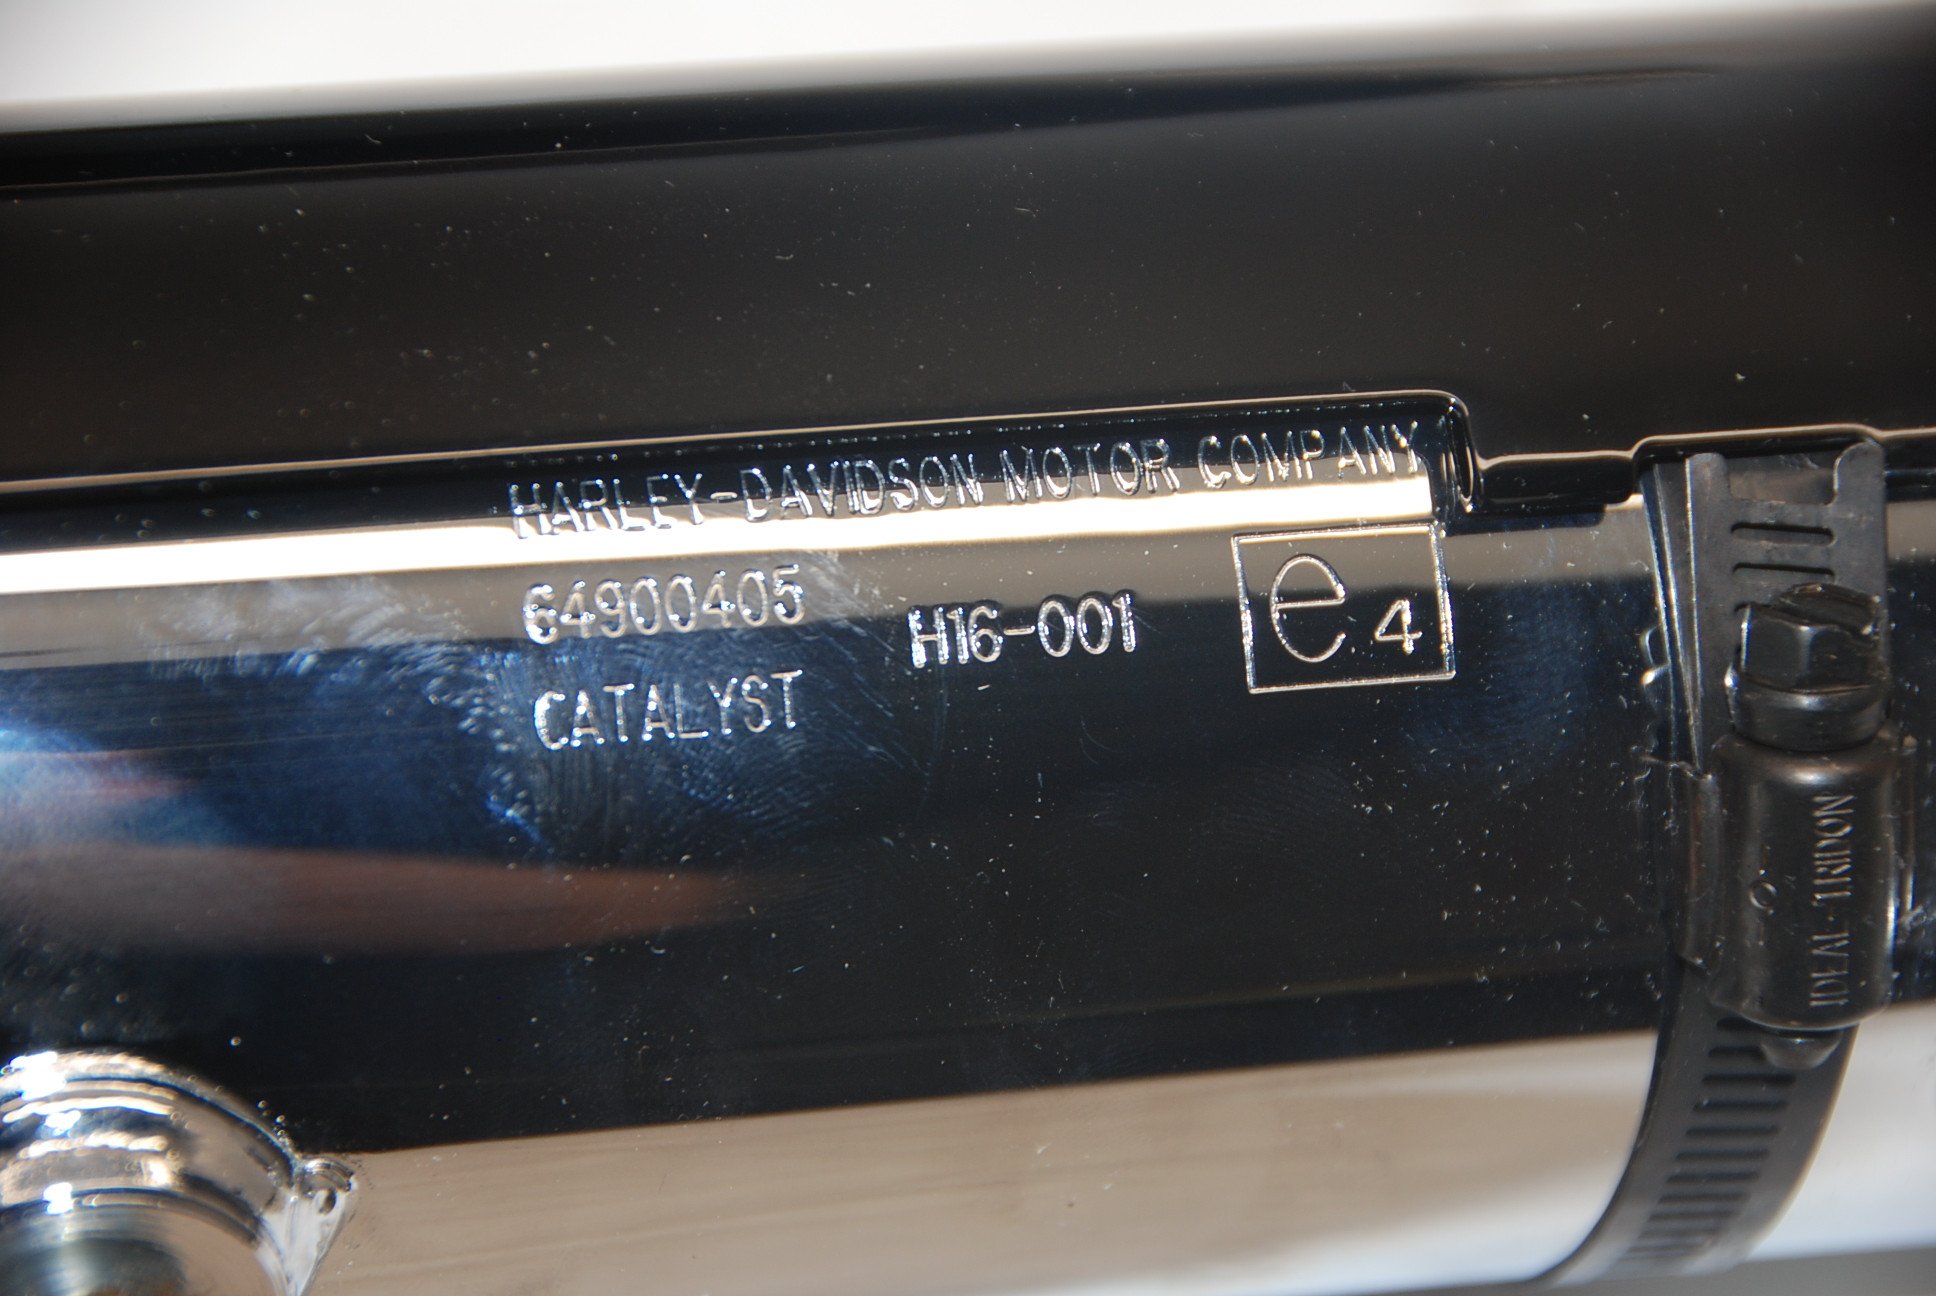 HARLEY-DAVIDSON MOTOR COMPANY
64900405
H16-001
e4
CATALYST
IDEAL-TRIDON